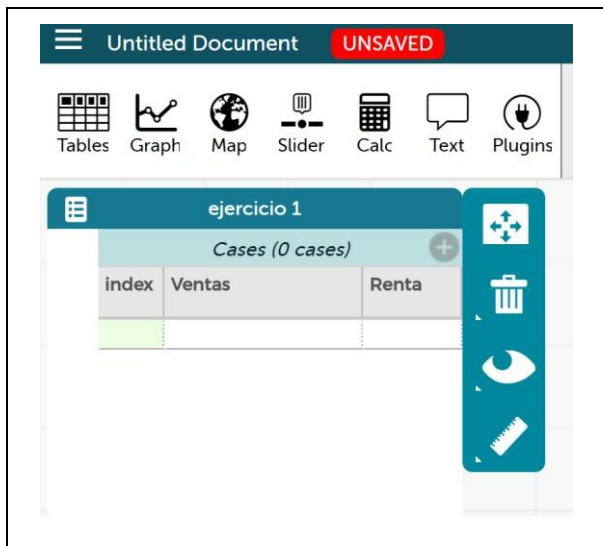 Untitled Document UNSAVED
Tables Graph Map Slider Calc Text Plugins
ejercicio 1
Cases (0 cases)
index Ventas Renta